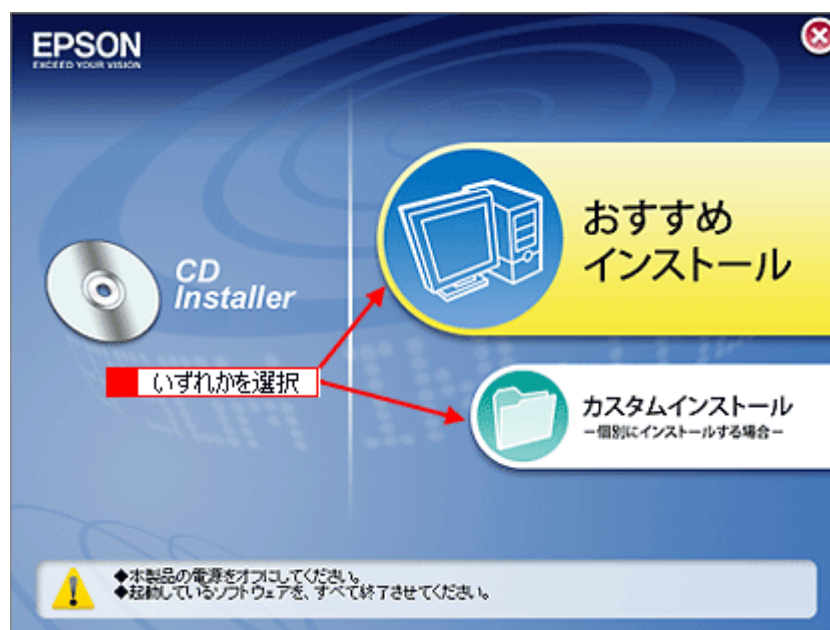 EPSON
EXCEED YOUR VISION
おすすめ
インストール
CD
Installer
いずれかを選択
カスタムインストール
－個別にインストールする場合－
◆本製品の電源をオフにしてください。
◆起動しているソフトウェアを、すべて終了させてください。